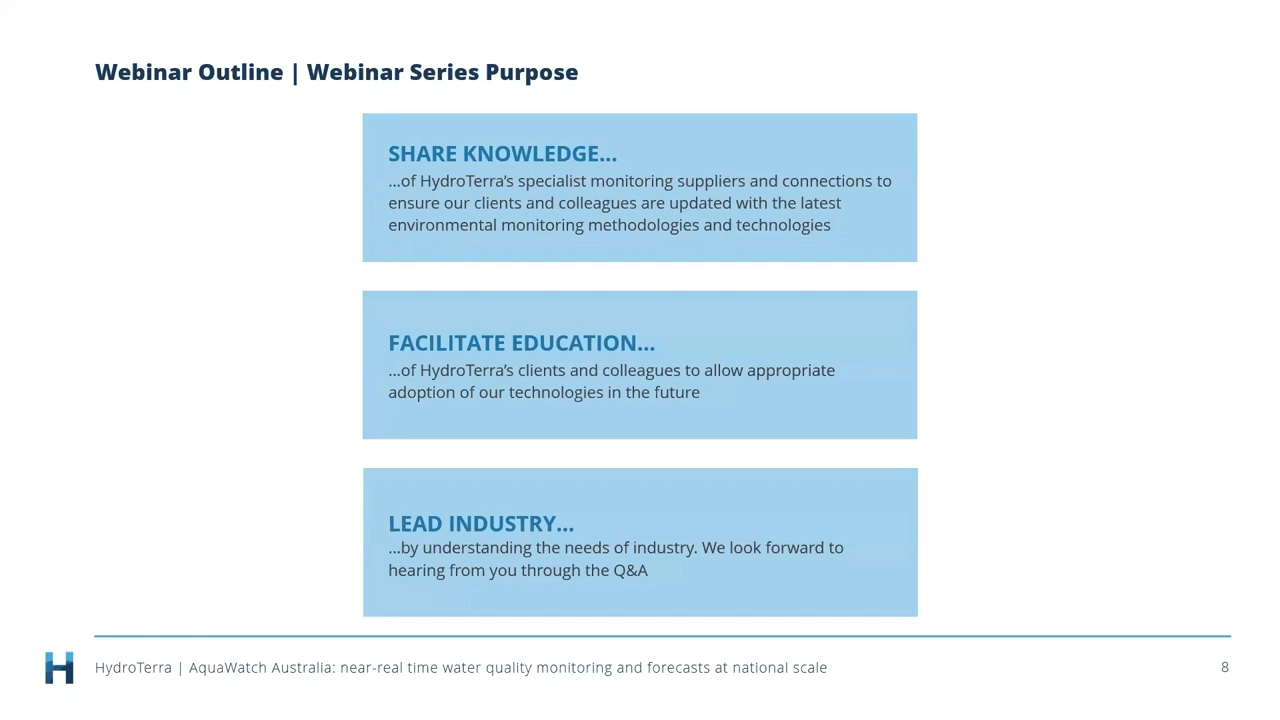 Webinar Outline | Webinar Series Purpose
SHARE KNOWLEDGE...
...of HydroTerra's specialist monitoring suppliers and connections to
ensure our clients and colleagues are updated with the latest
environmental monitoring methodologies and technologies
FACILITATE EDUCATION...
...of HydroTerra's clients and colleagues to allow appropriate
adoption of our technologies in the future
LEAD INDUSTRY...
...by understanding the needs of industry. We look forward to
hearing from you through the Q&A
HydroTerra | AquaWatch Australia: near-real time water quality monitoring and forecasts at national scale
8